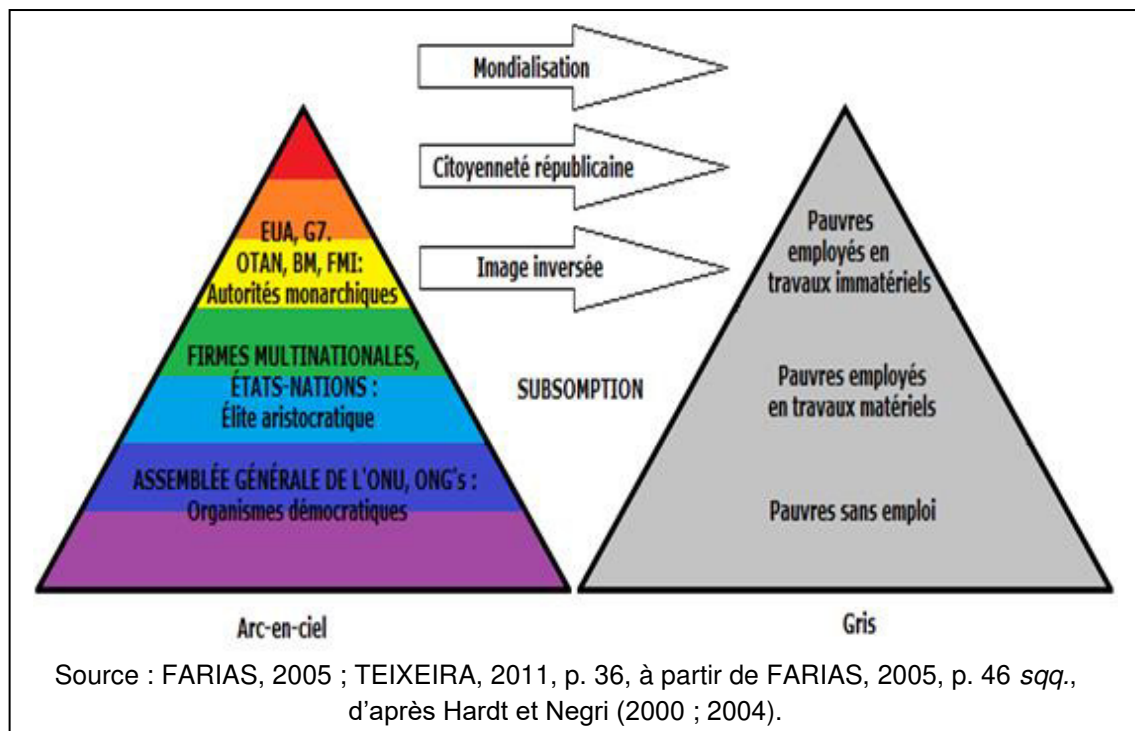 Mondialisation
Citoyenneté républicaine
Image inversée
EUA, G7.
OTAN, BM, FMI:
Autorités monarchiques
FIRMES MULTINATIONALES,
ÉTATS-NATIONS :
Élite aristocratique
ASSEMBLÉE GÉNÉRALE DE L'ONU, ONG's :
Organismes démocratiques
Arc-en-ciel
SUBSOMPTION
Pauvres
employés en
travaux immatériels
Pauvres employés
en travaux matériels
Pauvres sans emploi
Gris
Source : FARIAS, 2005 ; TEIXEIRA, 2011, p. 36, à partir de FARIAS, 2005, p. 46 sqq.,
d’après Hardt et Negri (2000 ; 2004).